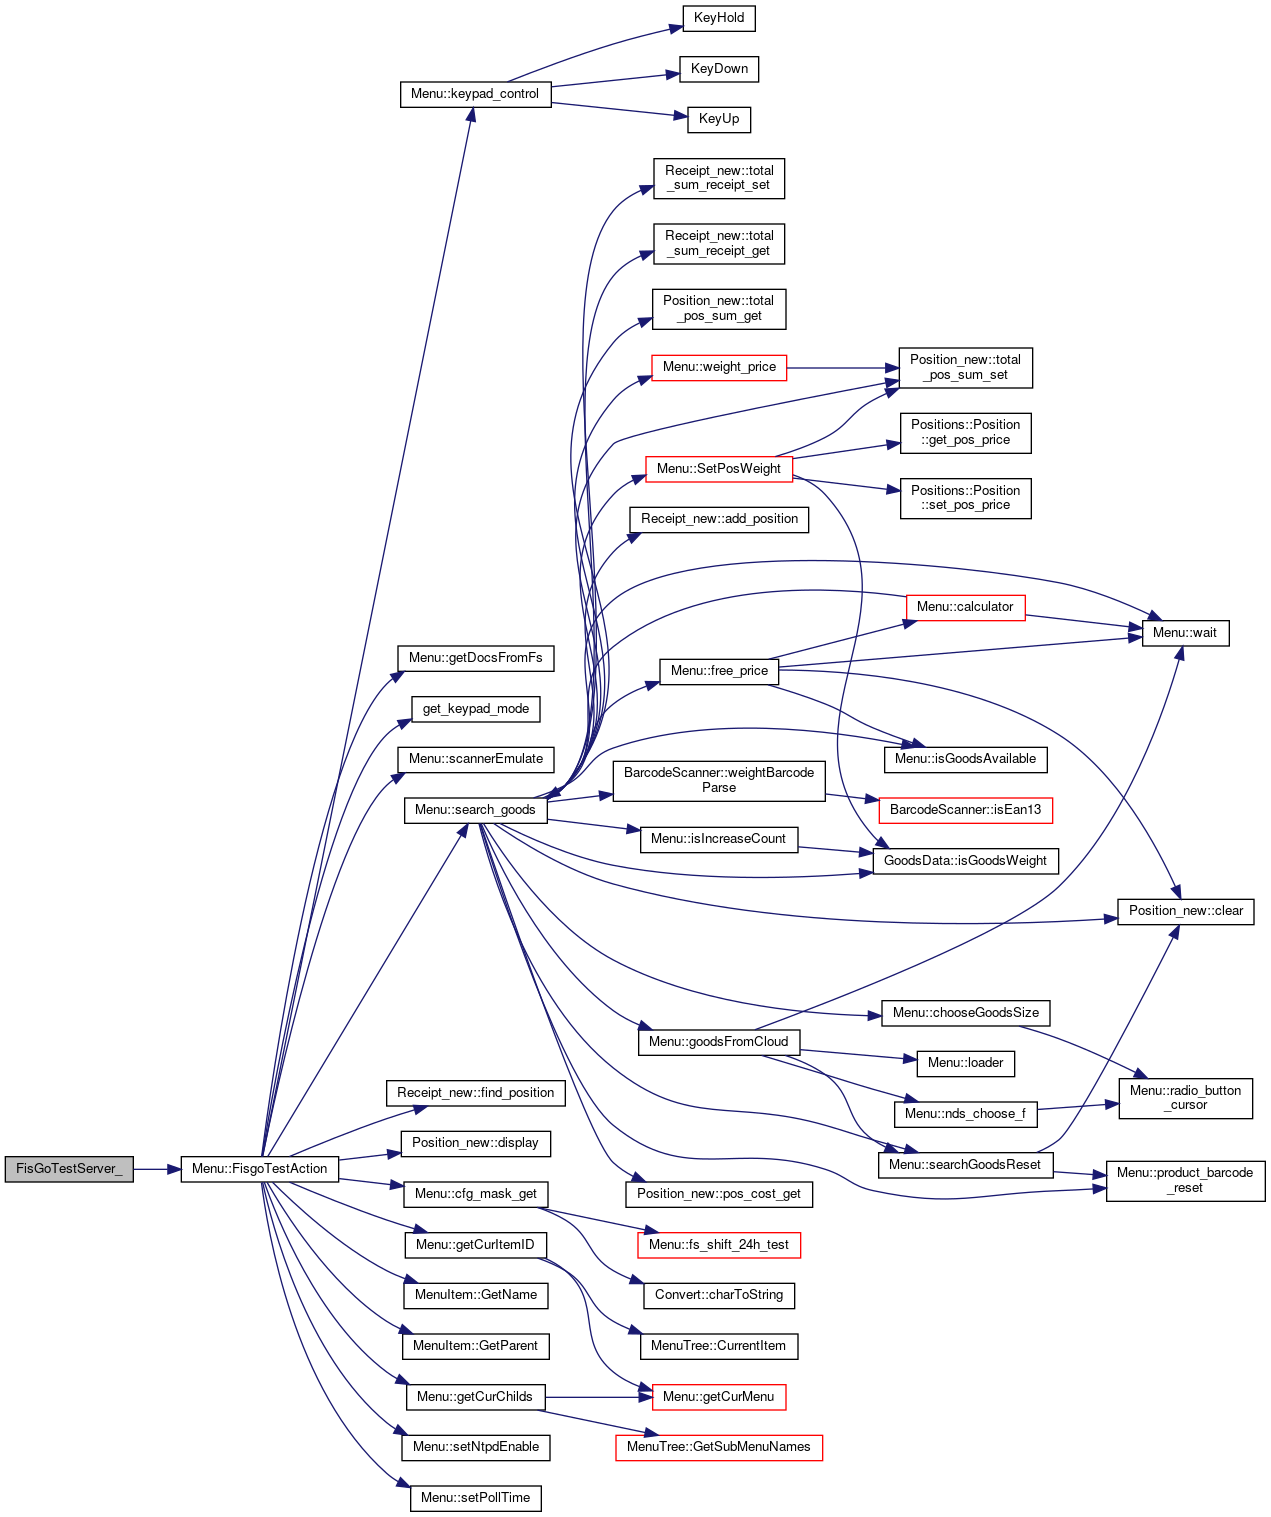 KeyHold
KeyDown
Menu::keypad_control
KeyUp
Receipt_new::total
_sum_receipt_set
Receipt_new::total
_sum_receipt_get
Position_new::total
_pos_sum_get
Menu::weight_price
Position_new::total
_pos_sum_set
Positions::Position
::get_pos_price
Menu::SetPosWeight
Positions::Position
::set_pos_price
Receipt_new::add_position
Menu::calculator
Menu::wait
Menu::getDocsFromFs
Menu::free_price
get_keypad_mode
Menu::scannerEmulate
Menu::isGoodsAvailable
BarcodeScanner::weightBarcode
Parse
Menu::search_goods
BarcodeScanner::isEan13
Menu::isIncreaseCount
GoodsData::isGoodsWeight
Position_new::clear
Menu::chooseGoodsSize
Menu::goodsFromCloud
Menu::loader
Receipt_new::find_position
Menu::radio_button
_cursor
Menu::nds_choose_f
Position_new::display
FisGoTestServer_
Menu::FisgoTestAction
Menu::searchGoodsReset
Menu::product_barcode
_reset
Menu::cfg_mask_get
Position_new::pos_cost_get
Menu::getCurItemID
Menu::fs_shift_24h_test
MenuItem::GetName
Convert::charToString
MenuItem::GetParent
MenuTree::CurrentItem
Menu::getCurChilds
Menu::getCurMenu
Menu::setNtpdEnable
MenuTree::GetSubMenuNames
Menu::setPollTime